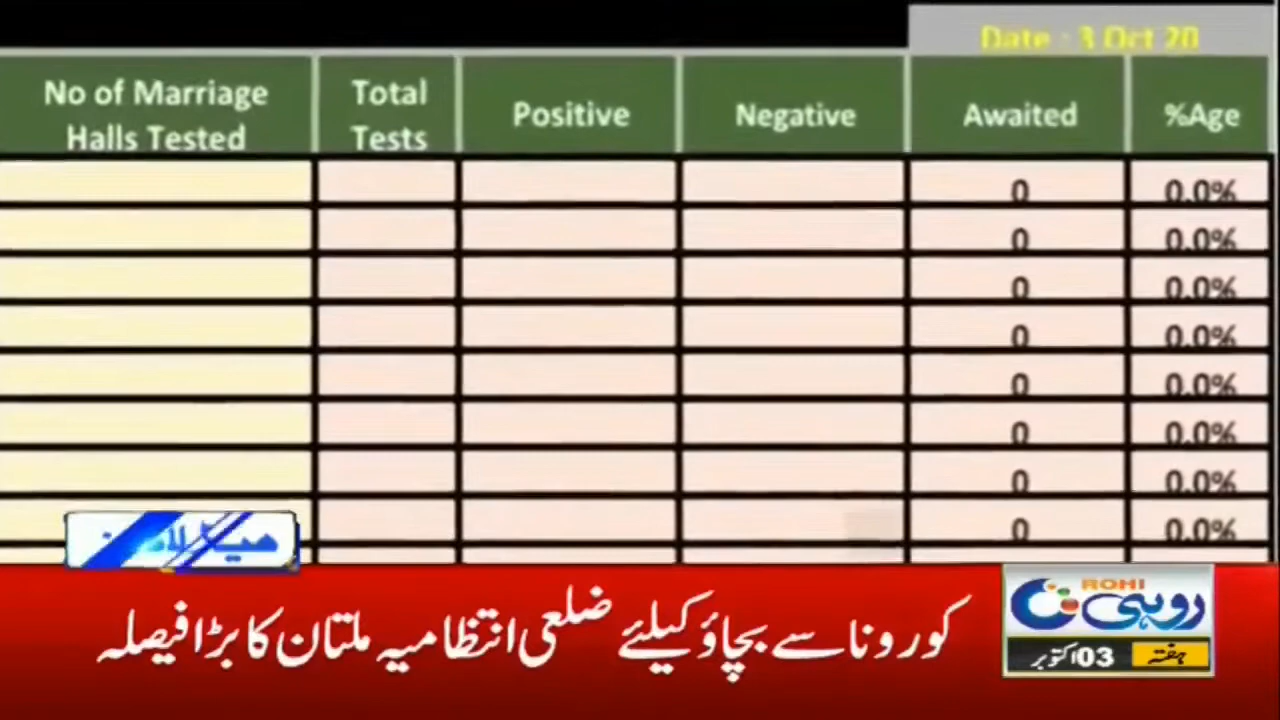 Date : 3 Oct 20
No of Marriage Halls Tested Total Tests Positive Negative Awaited %Age
0 0.0%
0 0.0%
0 0.0%
0 0.0%
0 0.0%
0 0.0%
0 0.0%
0 0.0%
ہیڈ لائنز
کورونا سے بچاؤ کیلئے ضلعی انتظامیہ ملتان کا بڑا فیصلہ
ROHI
روہی
ہفتہ 03 اکتوبر